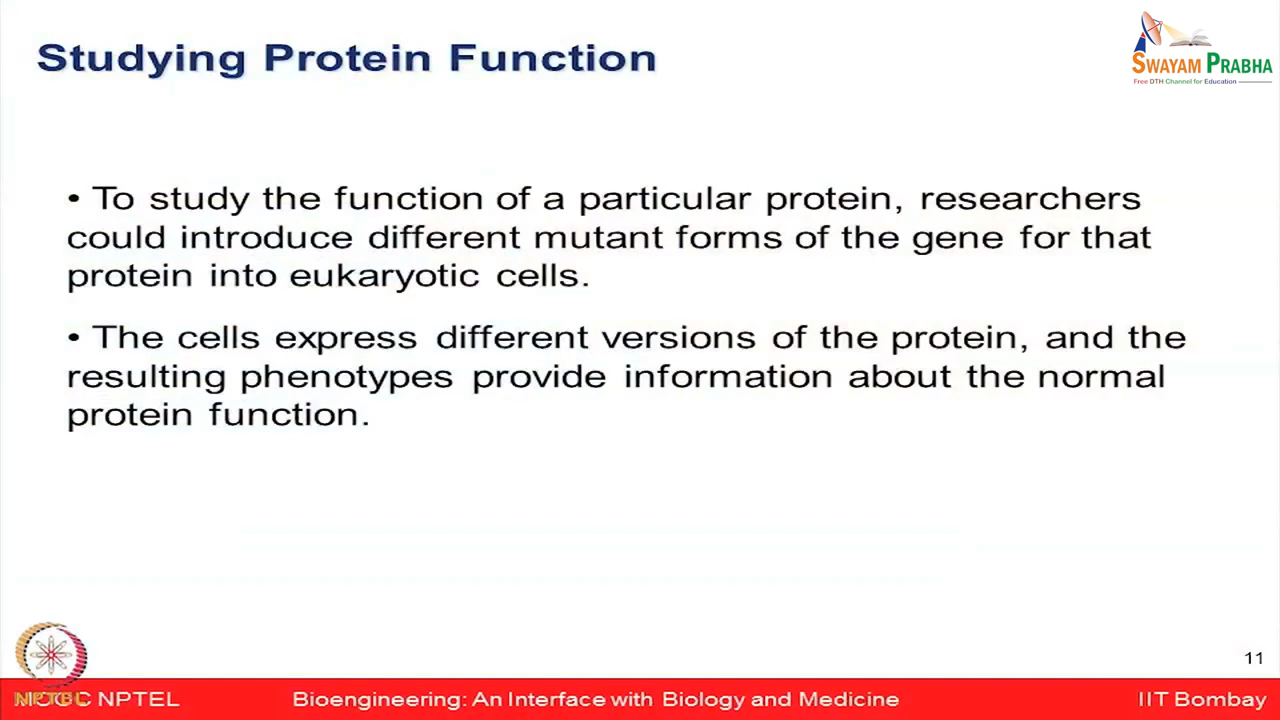 Studying Protein Function
SWAYAM PRABHA
Free DTH Channel for Education
• To study the function of a particular protein, researchers
could introduce different mutant forms of the gene for that
protein into eukaryotic cells.
• The cells express different versions of the protein, and the
resulting phenotypes provide information about the normal
protein function.
11
NPTEL
Bioengineering: An Interface with Biology and Medicine
IIT Bombay